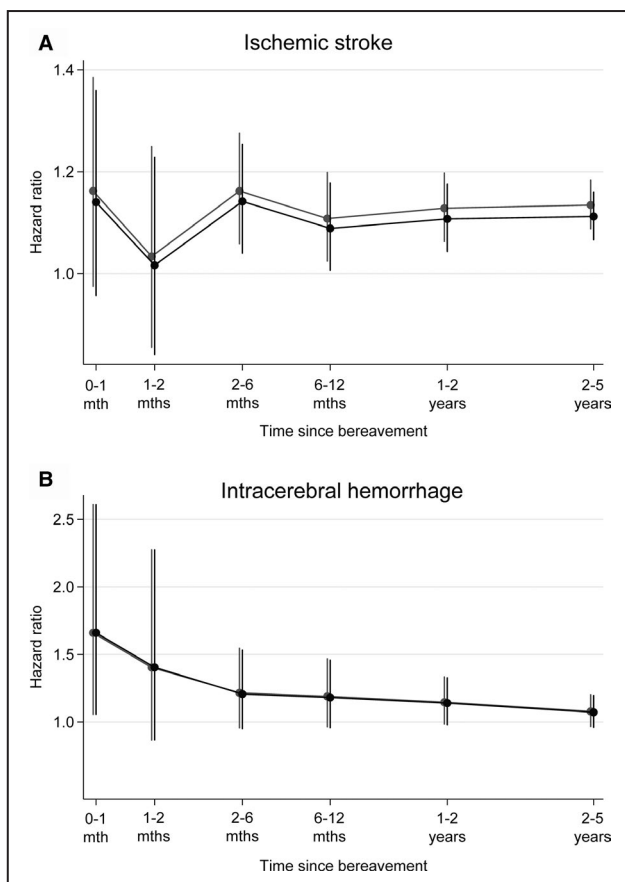 A
Ischemic stroke
1.4
1.2
1.0
Hazard ratio
0-1 1-2 2-6 6-12 1-2 2-5
mth mths mths mths years years
Time since bereavement
B
Intracerebral hemorrhage
2.5
2.0
1.5
1.0
Hazard ratio
0-1 1-2 2-6 6-12 1-2 2-5
mth mths mths mths years years
Time since bereavement